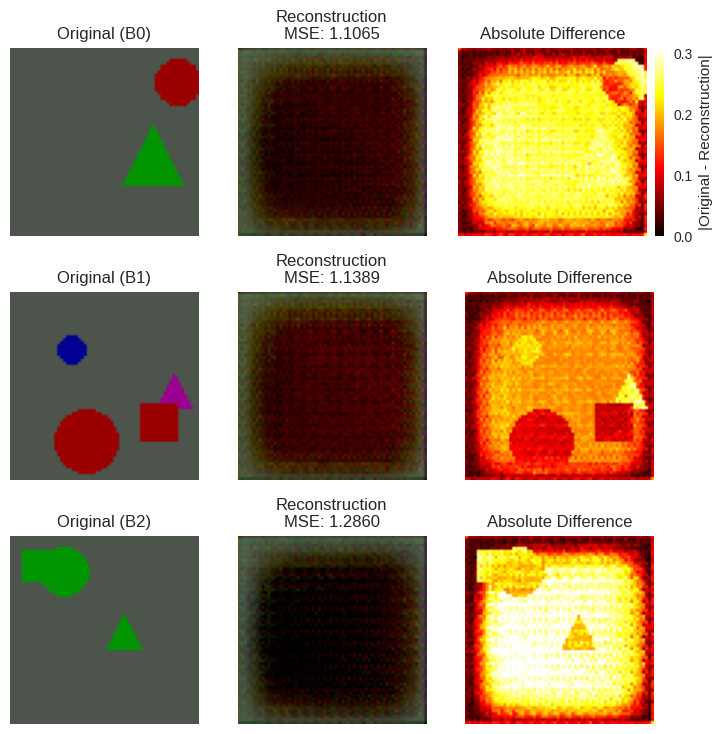 Original (B0)
Reconstruction
MSE: 1.1065
Absolute Difference
0.3
0.2
0.1
0.0
|Original - Reconstruction|
Original (B1)
Reconstruction
MSE: 1.1389
Absolute Difference
Original (B2)
Reconstruction
MSE: 1.2860
Absolute Difference